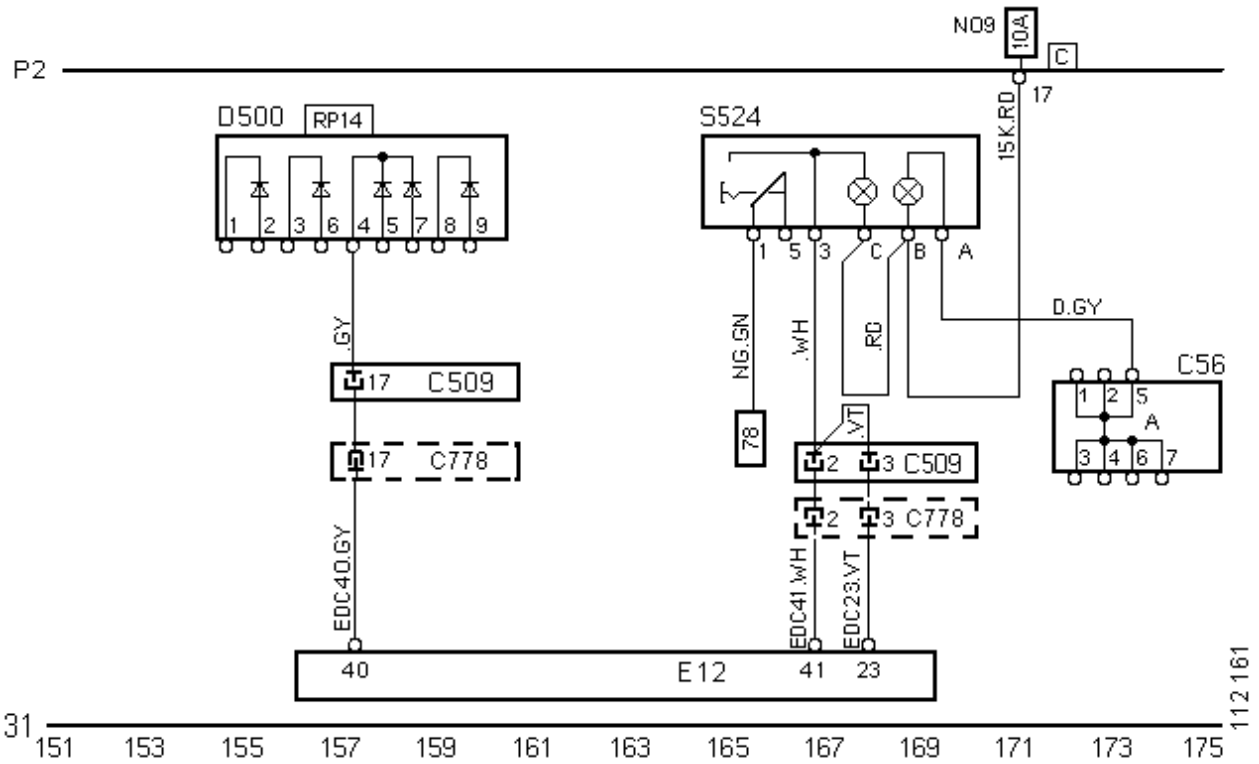 N09
10A
C
P2
17
15K.RD
D500
RP14
1 2 3 6 4 5 7 8 9
S524
1 5 3 C B A
.GY
NG.GN
.WH
.RD
D.GY
C56
1 2 5
A
3 4 6 7
17 C509
78
.VT
2 3 C509
17 C778
2 3 C778
EDC40.GY
EDC41.WH
EDC23.VT
40 E12 41 23
112 161
31
151 153 155 157 159 161 163 165 167 169 171 173 175